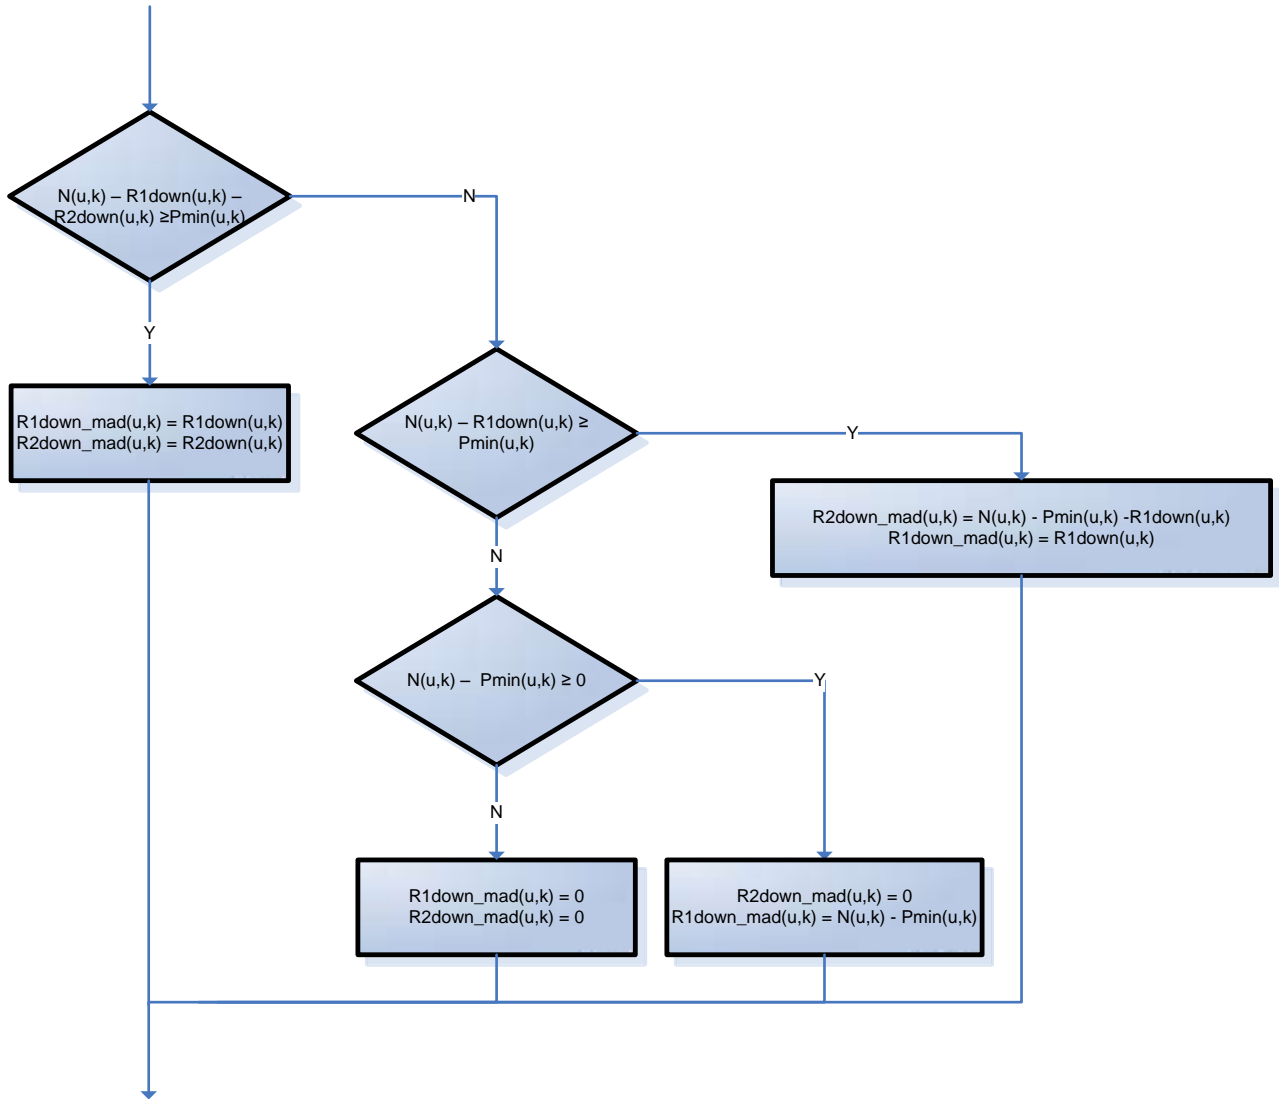 N(u,k) – R1down(u,k) –
R2down(u,k) ≥Pmin(u,k)
N
Y
R1down_mad(u,k) = R1down(u,k)
R2down_mad(u,k) = R2down(u,k)
N(u,k) – R1down(u,k) ≥
Pmin(u,k)
Y
R2down_mad(u,k) = N(u,k) - Pmin(u,k) -R1down(u,k)
R1down_mad(u,k) = R1down(u,k)
N
N(u,k) –  Pmin(u,k) ≥ 0
Y
N
R1down_mad(u,k) = 0
R2down_mad(u,k) = 0
R2down_mad(u,k) = 0
R1down_mad(u,k) = N(u,k) - Pmin(u,k)